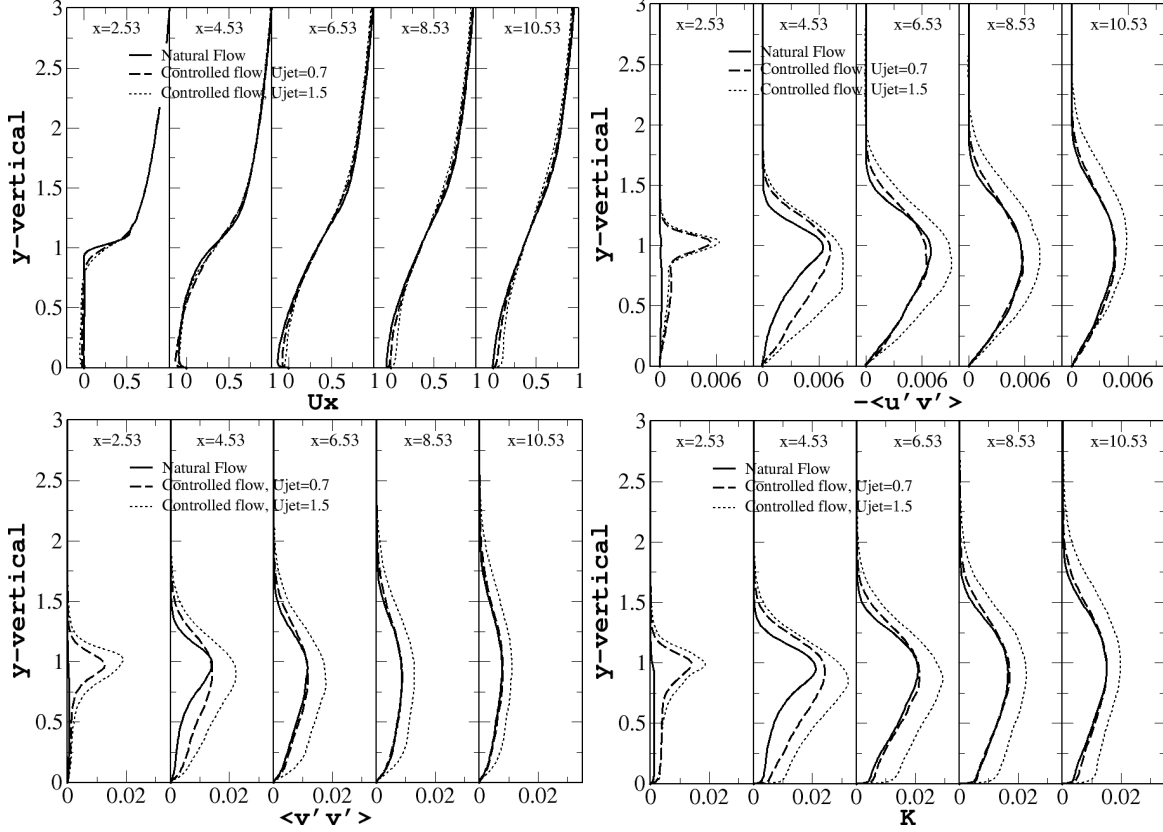 x=2.53 x=4.53 x=6.53 x=8.53 x=10.53
Natural Flow
Controlled flow, Ujet=0.7
Controlled flow, Ujet=1.5
y-vertical
3
2.5
2
1.5
1
0.5
0
0 0.5 1 0 0.5 1 0 0.5 1 0 0.5 1 0 0.5 1
Ux
x=2.53 x=4.53 x=6.53 x=8.53 x=10.53
Natural Flow
Controlled flow, Ujet=0.7
Controlled flow, Ujet=1.5
y-vertical
3
2.5
2
1.5
1
0.5
0
0 0.006 0 0.006 0 0.006 0 0.006 0 0.006
-<u'v'>
x=2.53 x=4.53 x=6.53 x=8.53 x=10.53
Natural Flow
Controlled flow, Ujet=0.7
Controlled flow, Ujet=1.5
y-vertical
3
2.5
2
1.5
1
0.5
0
0 0.02 0 0.02 0 0.02 0 0.02 0 0.02
<v'v'>
x=2.53 x=4.53 x=6.53 x=8.53 x=10.53
Natural Flow
Controlled flow, Ujet=0.7
Controlled flow, Ujet=1.5
y-vertical
3
2.5
2
1.5
1
0.5
0
0 0.02 0 0.02 0 0.02 0 0.02 0 0.02
K